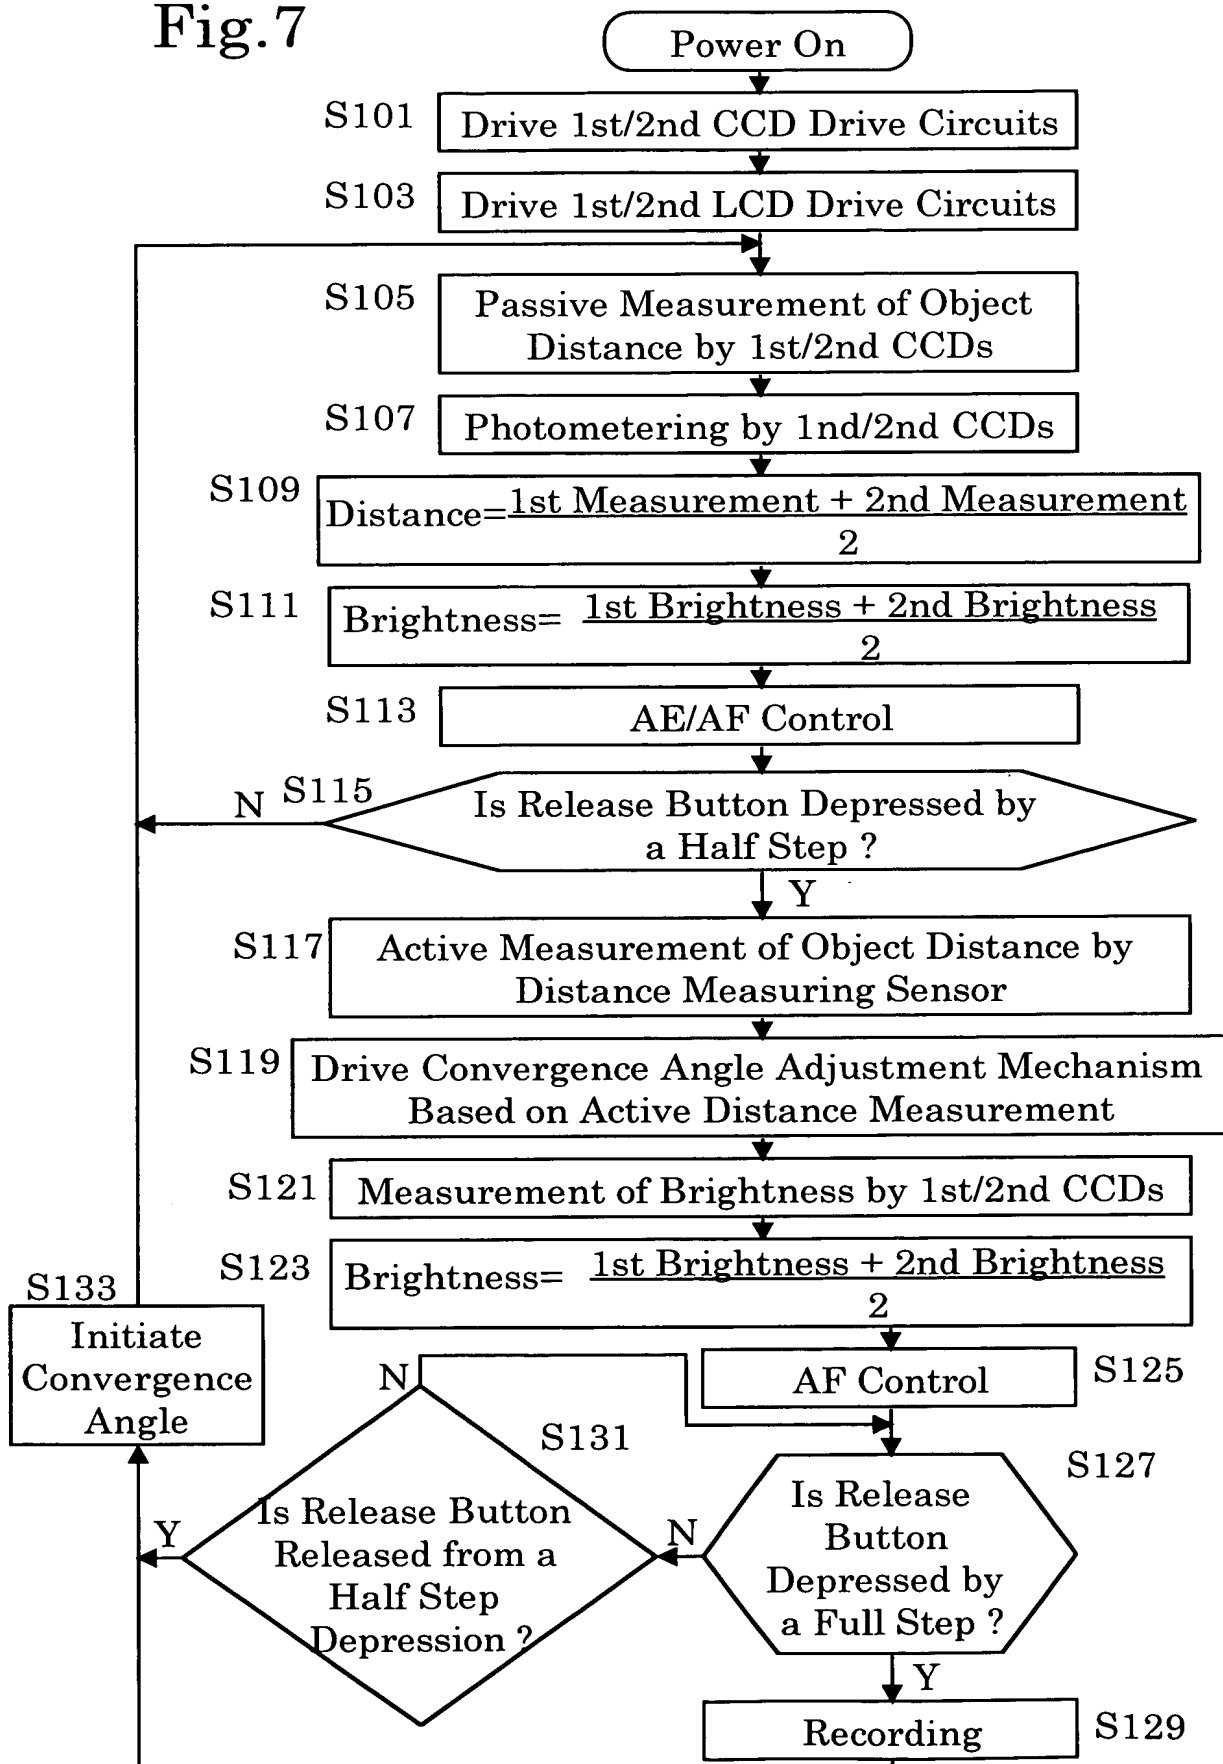 Fig.7
Power On
S101
Drive 1st/2nd CCD Drive Circuits
S103
Drive 1st/2nd LCD Drive Circuits
S105
Passive Measurement of Object
Distance by 1st/2nd CCDs
S107
Photometering by 1nd/2nd CCDs
S109
Distance=1st Measurement + 2nd Measurement
2
S111
Brightness= 1st Brightness + 2nd Brightness
2
S113
AE/AF Control
N S115
Is Release Button Depressed by
a Half Step ?
Y
S117
Active Measurement of Object Distance by
Distance Measuring Sensor
S119
Drive Convergence Angle Adjustment Mechanism
Based on Active Distance Measurement
S121
Measurement of Brightness by 1st/2nd CCDs
S123
Brightness= 1st Brightness + 2nd Brightness
2
S133
Initiate
Convergence
Angle
AF Control
S125
N
S131
Is Release Button
Released from a
Half Step
Depression ?
Y
N
S127
Is Release
Button
Depressed by
a Full Step ?
Y
Recording
S129